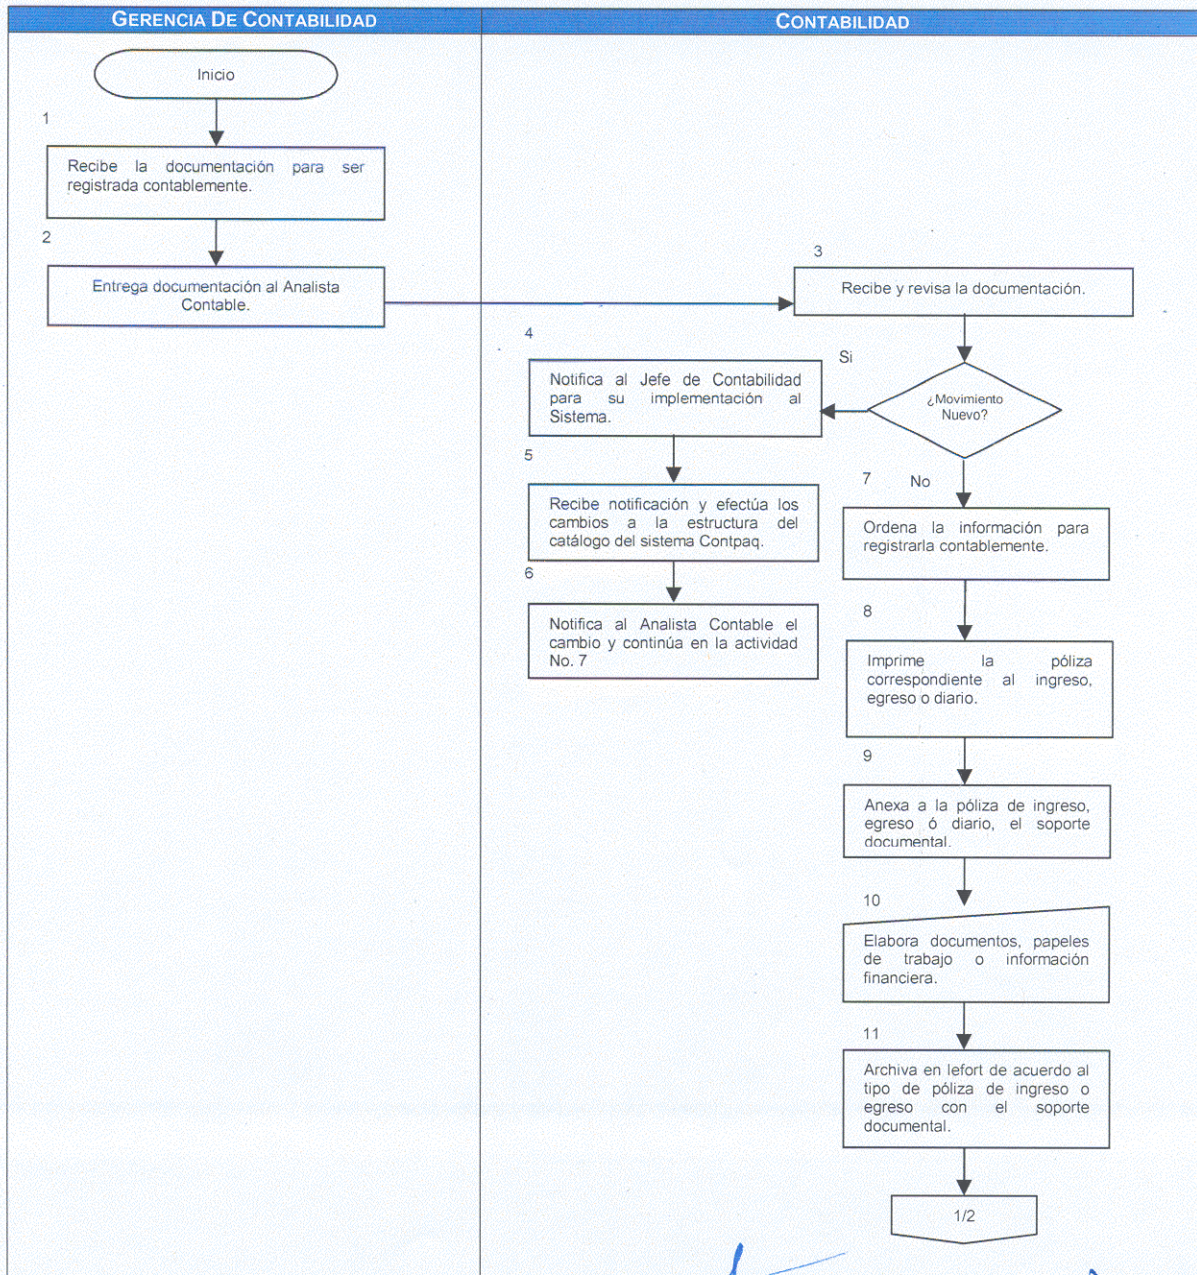 GERENCIA DE CONTABILIDAD
CONTABILIDAD
Inicio
1
Recibe la documentación para ser
registrada contablemente.
2
Entrega documentación al Analista
Contable.
3
Recibe y revisa la documentación.
¿Movimiento
Nuevo?
Si
4
Notifica al Jefe de Contabilidad
para su implementación al
Sistema.
5
Recibe notificación y efectúa los
cambios a la estructura del
catálogo del sistema Contpaq.
6
Notifica al Analista Contable el
cambio y continúa en la actividad
No. 7
7
No
Ordena la información para
registrarla contablemente.
8
Imprime la póliza
correspondiente al ingreso,
egreso o diario.
9
Anexa a la póliza de ingreso,
egreso ó diario, el soporte
documental.
10
Elabora documentos, papeles
de trabajo o información
financiera.
11
Archiva en lefort de acuerdo al
tipo de póliza de ingreso o
egreso con el soporte
documental.
1/2